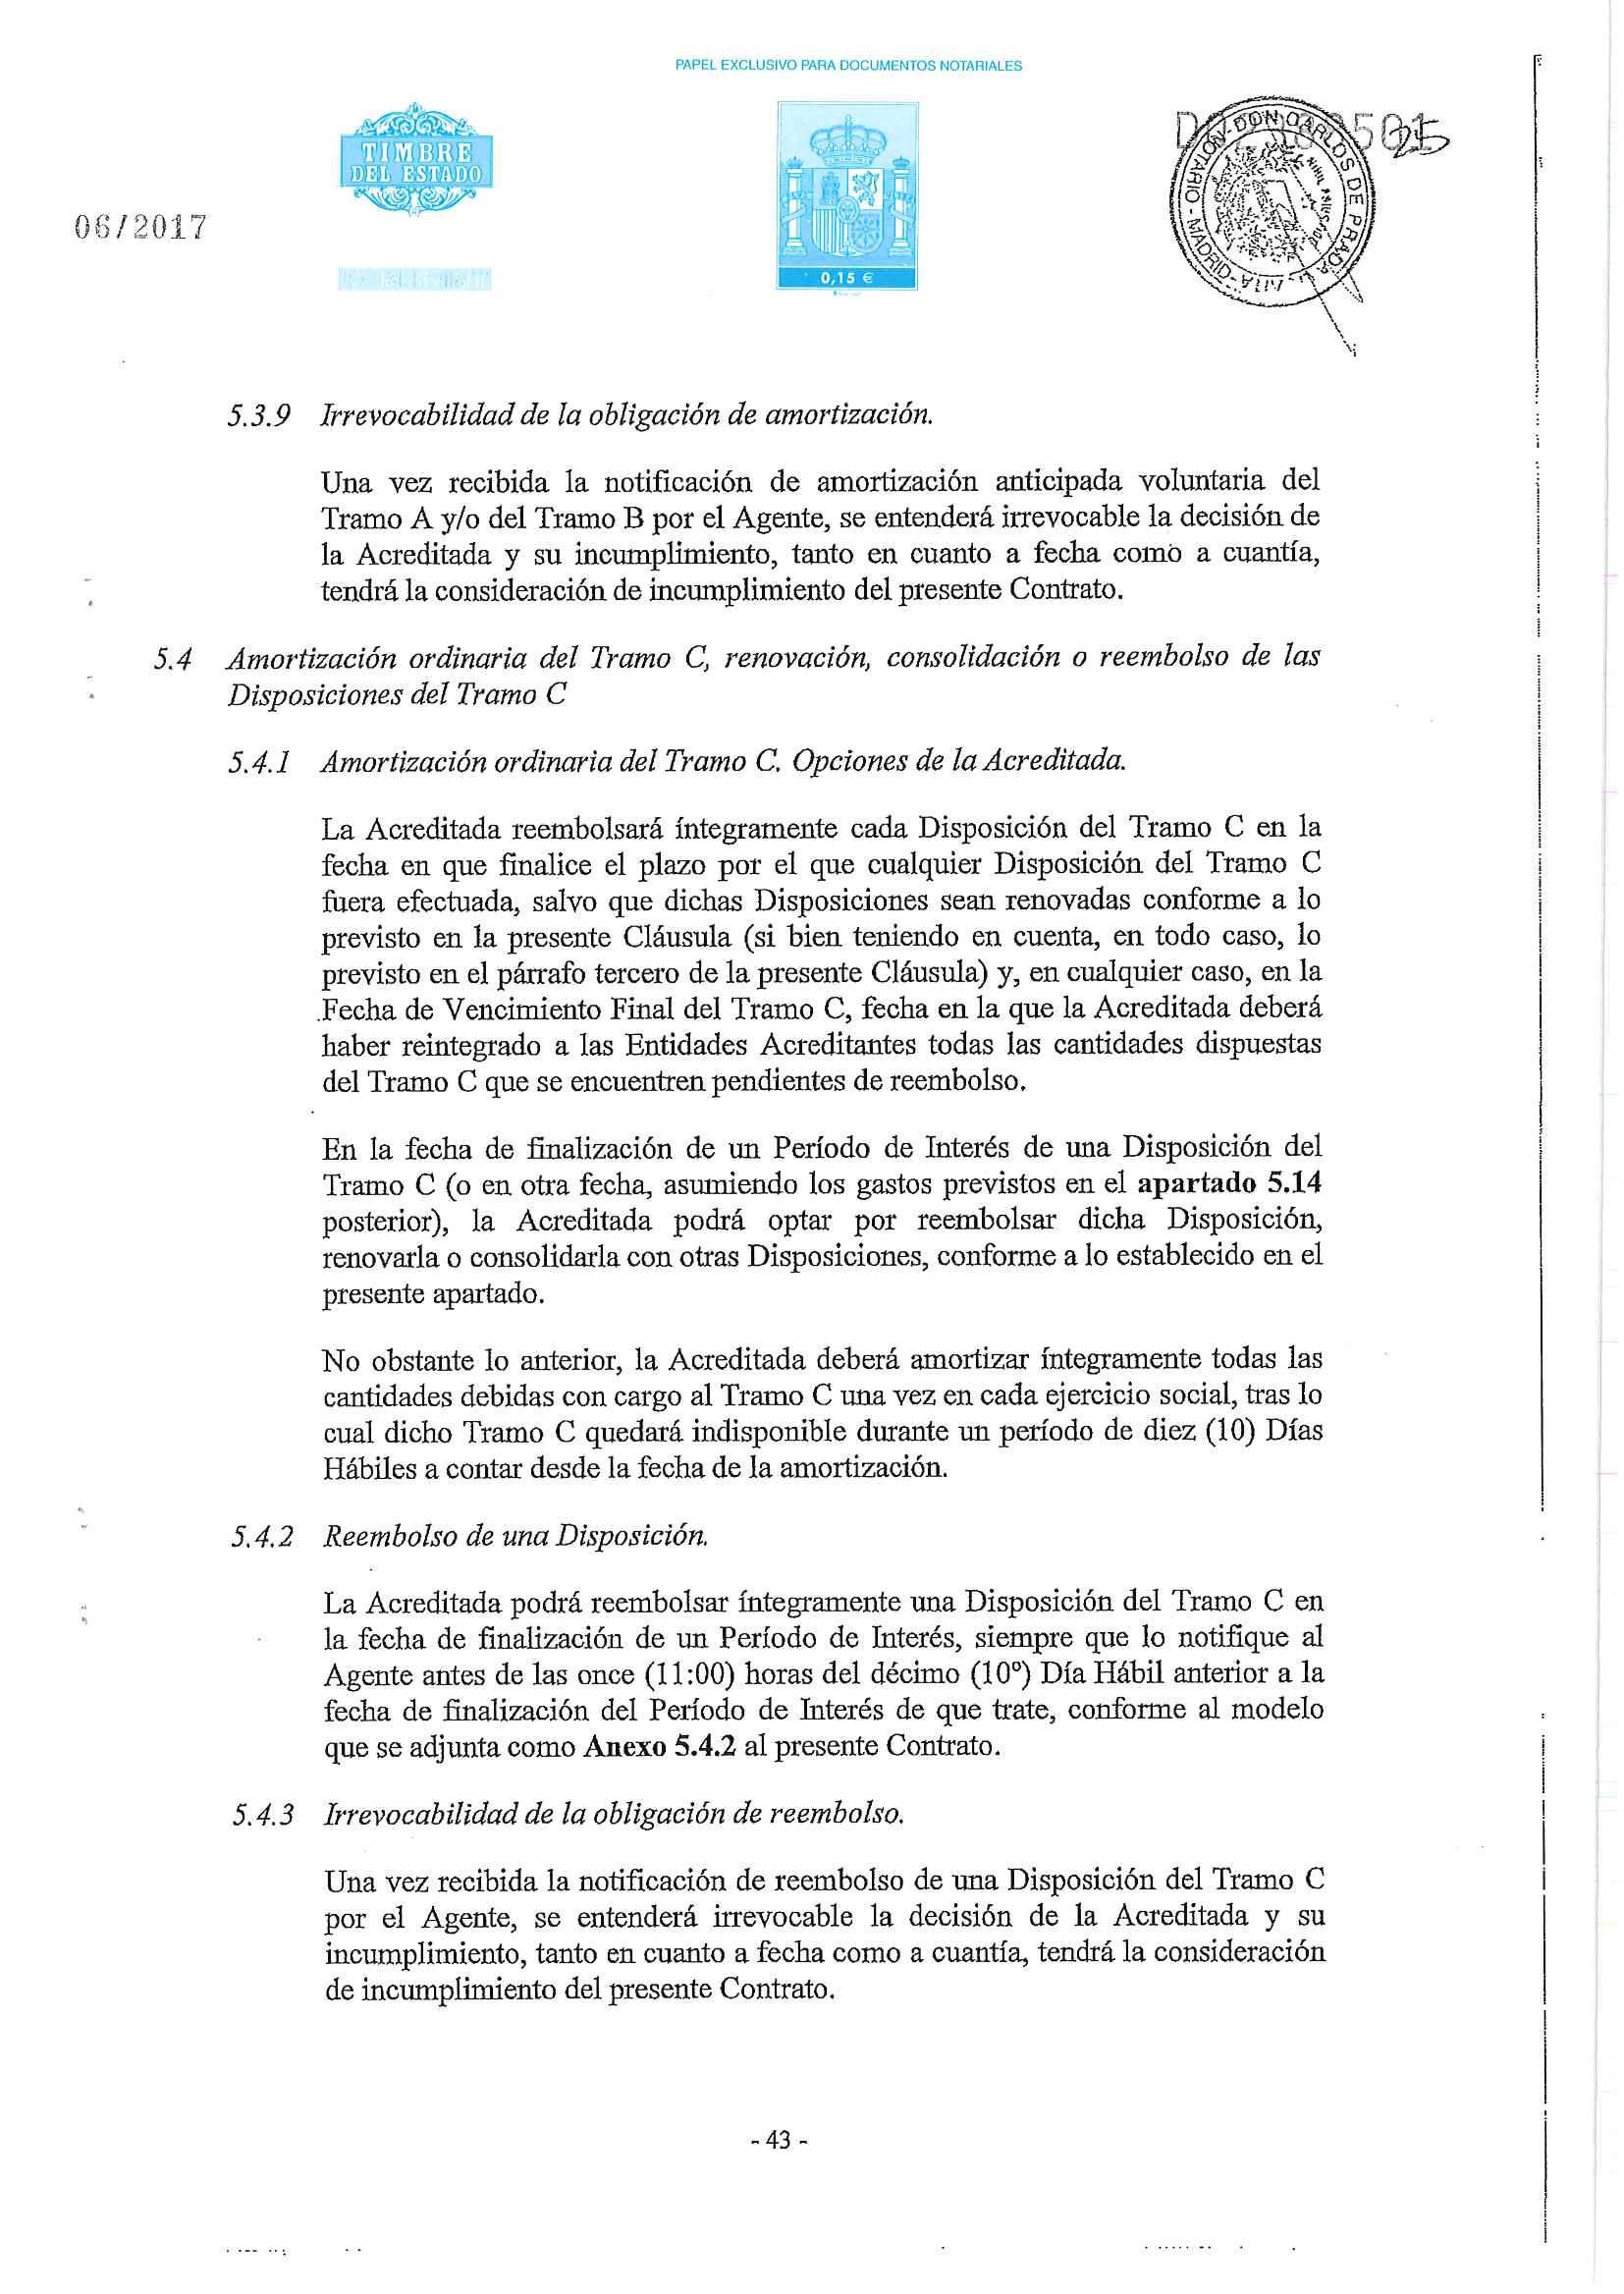 PAPEL EXCLUSIVO PARA DOCUMENTOS NOTARIALES
TIMBRE
DEL ESTADO
06/2017
0,15 €
NOTARIO - MADRID - DON CARLOS DE PRADA
NIHIL PRIUS FIDE
25
5.3.9 Irrevocabilidad de la obligación de amortización.
Una vez recibida la notificación de amortización anticipada voluntaria del
Tramo A y/o del Tramo B por el Agente, se entenderá irrevocable la decisión de
la Acreditada y su incumplimiento, tanto en cuanto a fecha como a cuantía,
tendrá la consideración de incumplimiento del presente Contrato.
5.4 Amortización ordinaria del Tramo C, renovación, consolidación o reembolso de las
Disposiciones del Tramo C
5.4.1 Amortización ordinaria del Tramo C. Opciones de la Acreditada.
La Acreditada reembolsará íntegramente cada Disposición del Tramo C en la
fecha en que finalice el plazo por el que cualquier Disposición del Tramo C
fuera efectuada, salvo que dichas Disposiciones sean renovadas conforme a lo
previsto en la presente Cláusula (si bien teniendo en cuenta, en todo caso, lo
previsto en el párrafo tercero de la presente Cláusula) y, en cualquier caso, en la
Fecha de Vencimiento Final del Tramo C, fecha en la que la Acreditada deberá
haber reintegrado a las Entidades Acreditantes todas las cantidades dispuestas
del Tramo C que se encuentren pendientes de reembolso.
En la fecha de finalización de un Período de Interés de una Disposición del
Tramo C (o en otra fecha, asumiendo los gastos previstos en el apartado 5.14
posterior), la Acreditada podrá optar por reembolsar dicha Disposición,
renovarla o consolidarla con otras Disposiciones, conforme a lo establecido en el
presente apartado.
No obstante lo anterior, la Acreditada deberá amortizar íntegramente todas las
cantidades debidas con cargo al Tramo C una vez en cada ejercicio social, tras lo
cual dicho Tramo C quedará indisponible durante un período de diez (10) Días
Hábiles a contar desde la fecha de la amortización.
5.4.2 Reembolso de una Disposición.
La Acreditada podrá reembolsar íntegramente una Disposición del Tramo C en
la fecha de finalización de un Período de Interés, siempre que lo notifique al
Agente antes de las once (11:00) horas del décimo (10º) Día Hábil anterior a la
fecha de finalización del Período de Interés de que trate, conforme al modelo
que se adjunta como Anexo 5.4.2 al presente Contrato.
5.4.3 Irrevocabilidad de la obligación de reembolso.
Una vez recibida la notificación de reembolso de una Disposición del Tramo C
por el Agente, se entenderá irrevocable la decisión de la Acreditada y su
incumplimiento, tanto en cuanto a fecha como a cuantía, tendrá la consideración
de incumplimiento del presente Contrato.
- 43 -